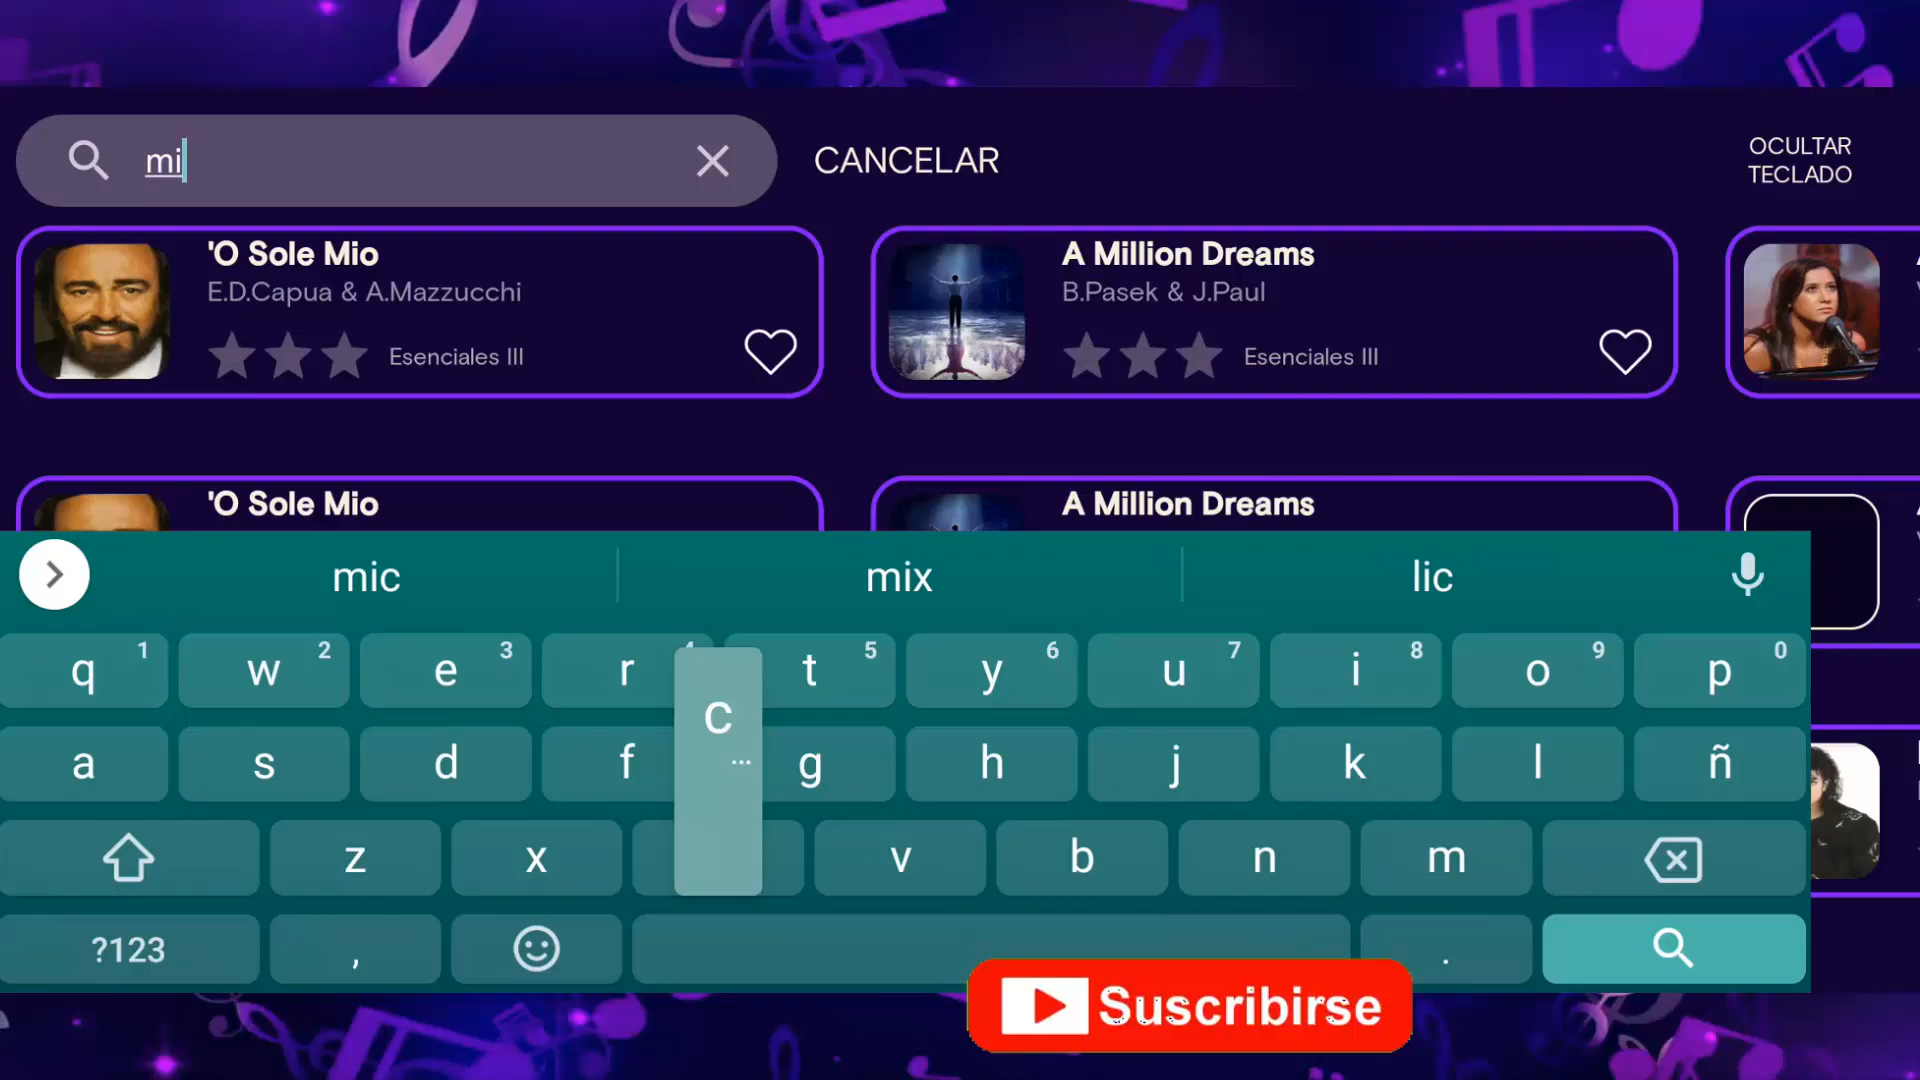 mi
CANCELAR
OCULTAR
TECLADO
'O Sole Mio
E.D.Capua & A.Mazzucchi
Esenciales III
A Million Dreams
B.Pasek & J.Paul
Esenciales III
'O Sole Mio
A Million Dreams
mic
mix
lic
q 1 w 2 e 3 r t 5 y 6 u 7 i 8 o 9 p 0
c
...
a s d f g h j k l ñ
z x v b n m
?123 , .
Suscribirse